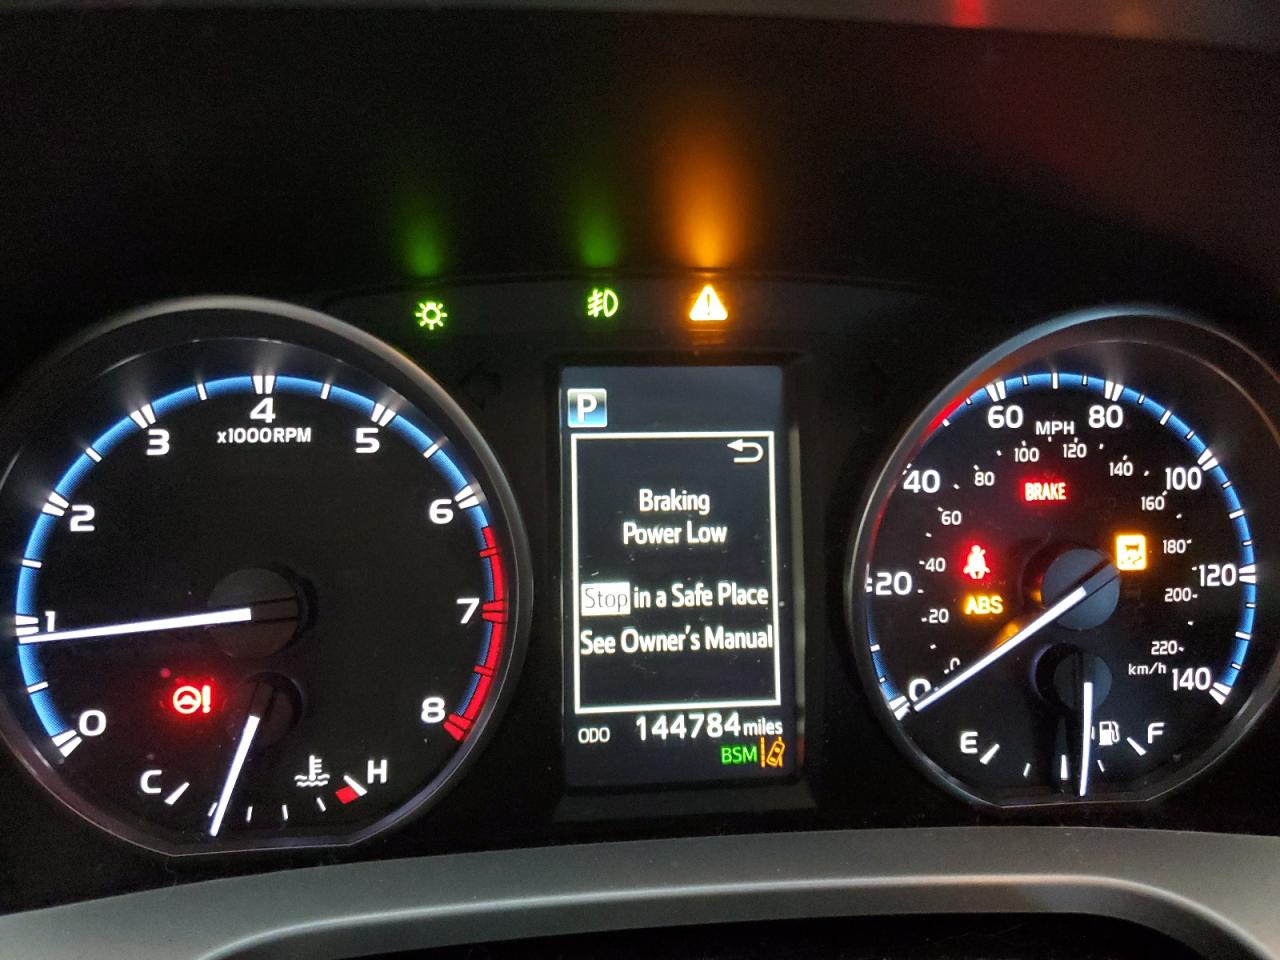 4
3
x1000RPM
5
2
6
1
7
0
8
C
H
P
Braking
Power Low
Stop in a Safe Place
See Owner's Manual
ODO 144784 miles
BSM
60 MPH 80
100 120
80 140
40 100
BRAKE
60 160
180
40
20 120
ABS
20 200
220
0
km/h
0 140
E F